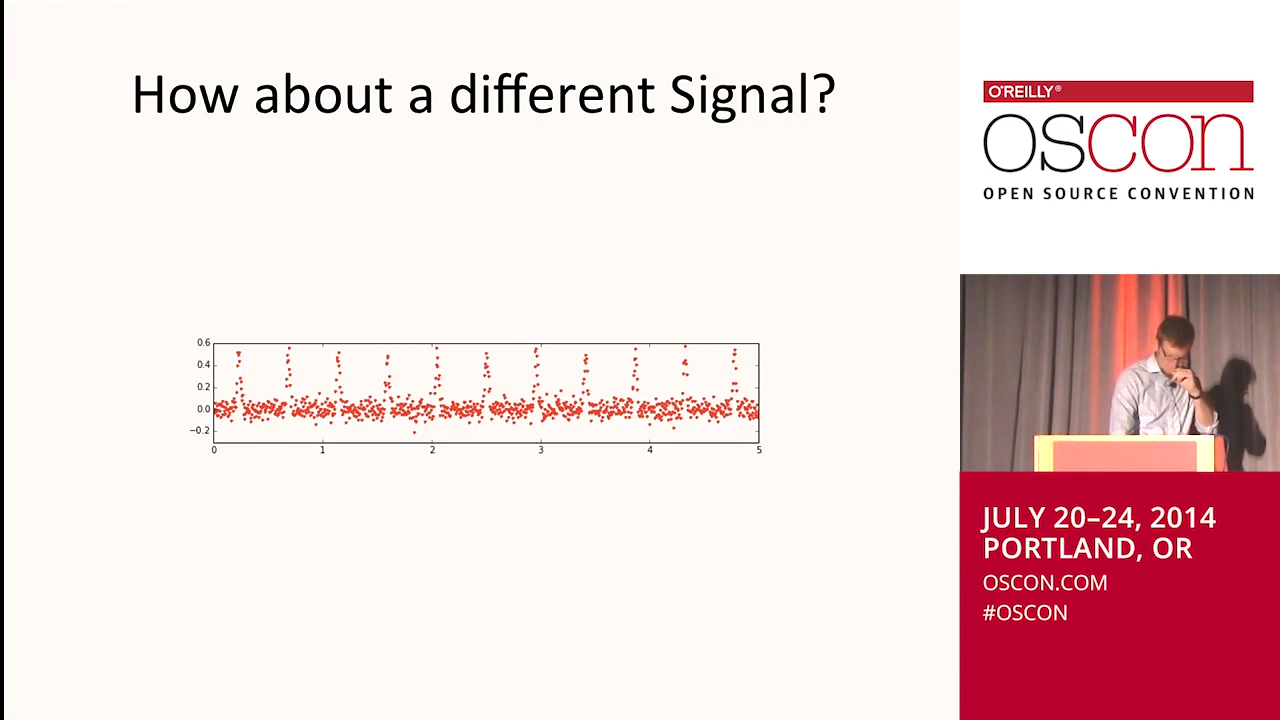 How about a different Signal?
0.6
0.4
0.2
0.0
−0.2
0 1 2 3 4 5
O'REILLY®
OSCON
OPEN SOURCE CONVENTION
JULY 20–24, 2014
PORTLAND, OR
OSCON.COM
#OSCON